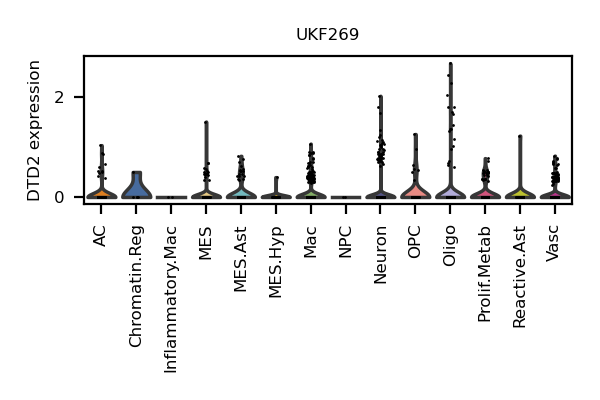 UKF269
DTD2 expression
2
0
AC
Chromatin.Reg
Inflammatory.Mac
MES
MES.Ast
MES.Hyp
Mac
NPC
Neuron
OPC
Oligo
Prolif.Metab
Reactive.Ast
Vasc